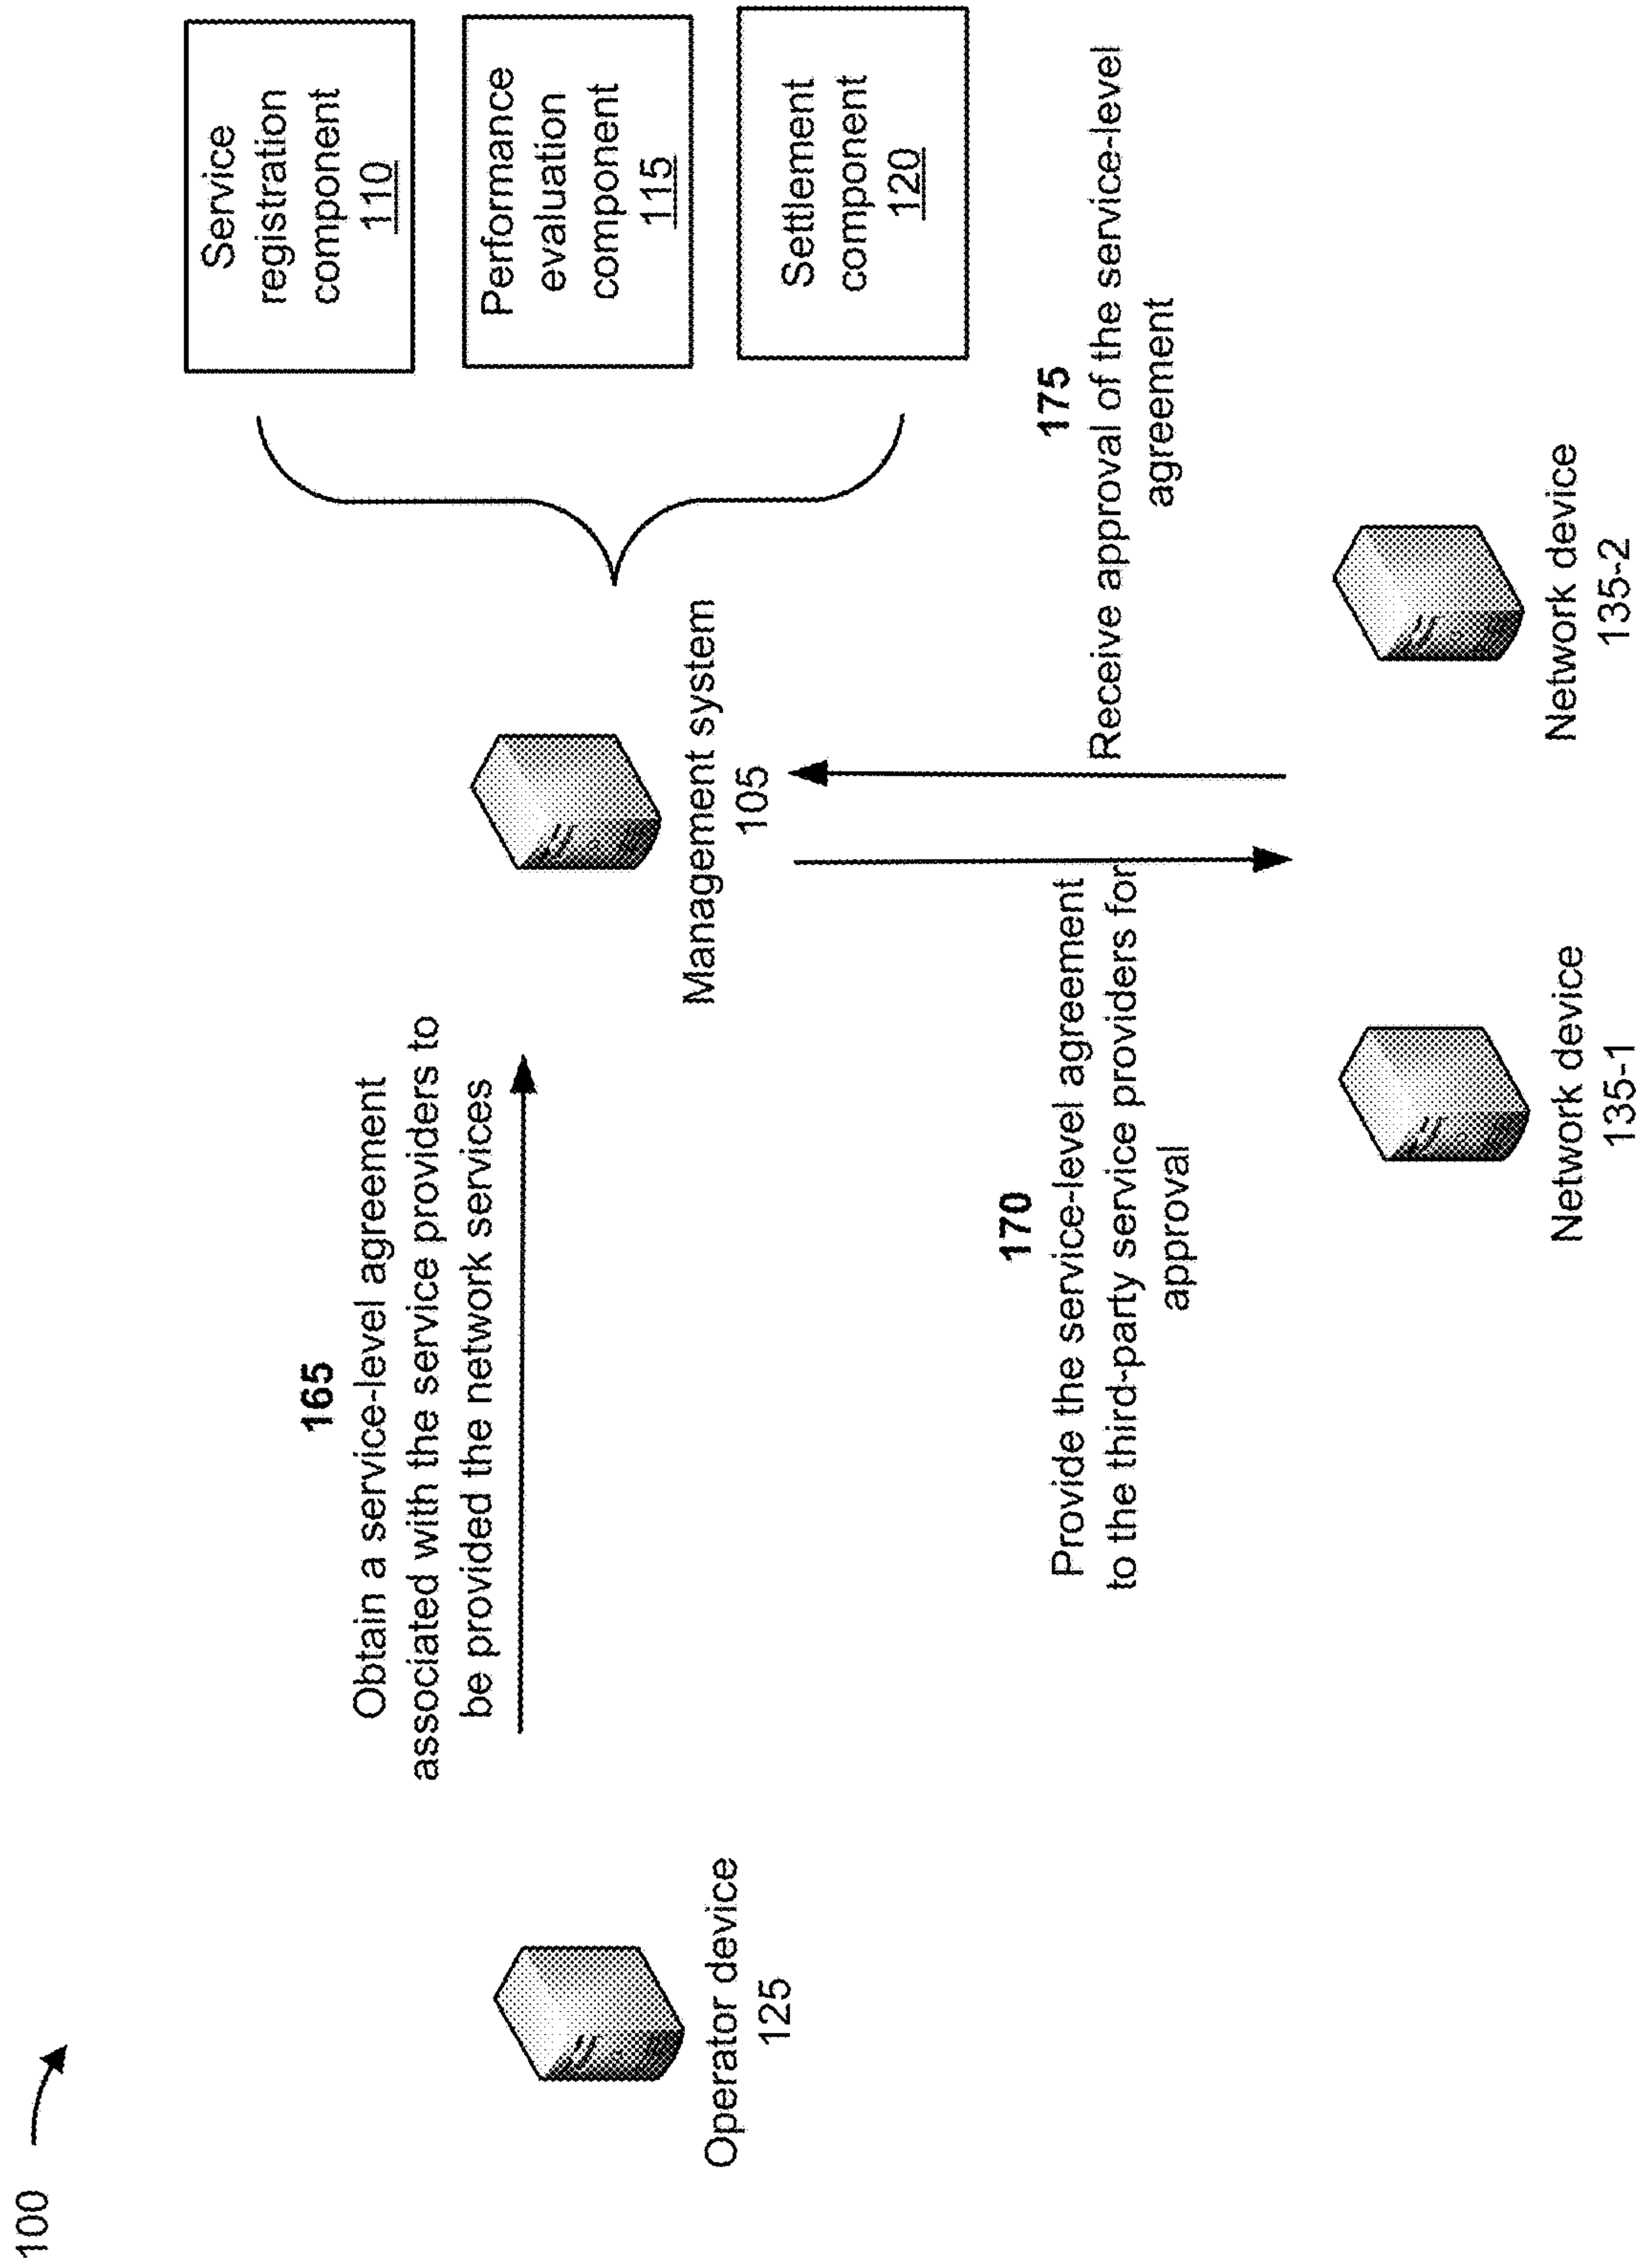 100
165
Obtain a service-level agreement
associated with the service providers to
be provided the network services
Operator device
125
Management system
105
Service
registration
component
110
Performance
evaluation
component
115
Settlement
component
120
170
Provide the service-level agreement
to the third-party service providers for
approval
175
Receive approval of the service-level
agreement
Network device
135-1
Network device
135-2